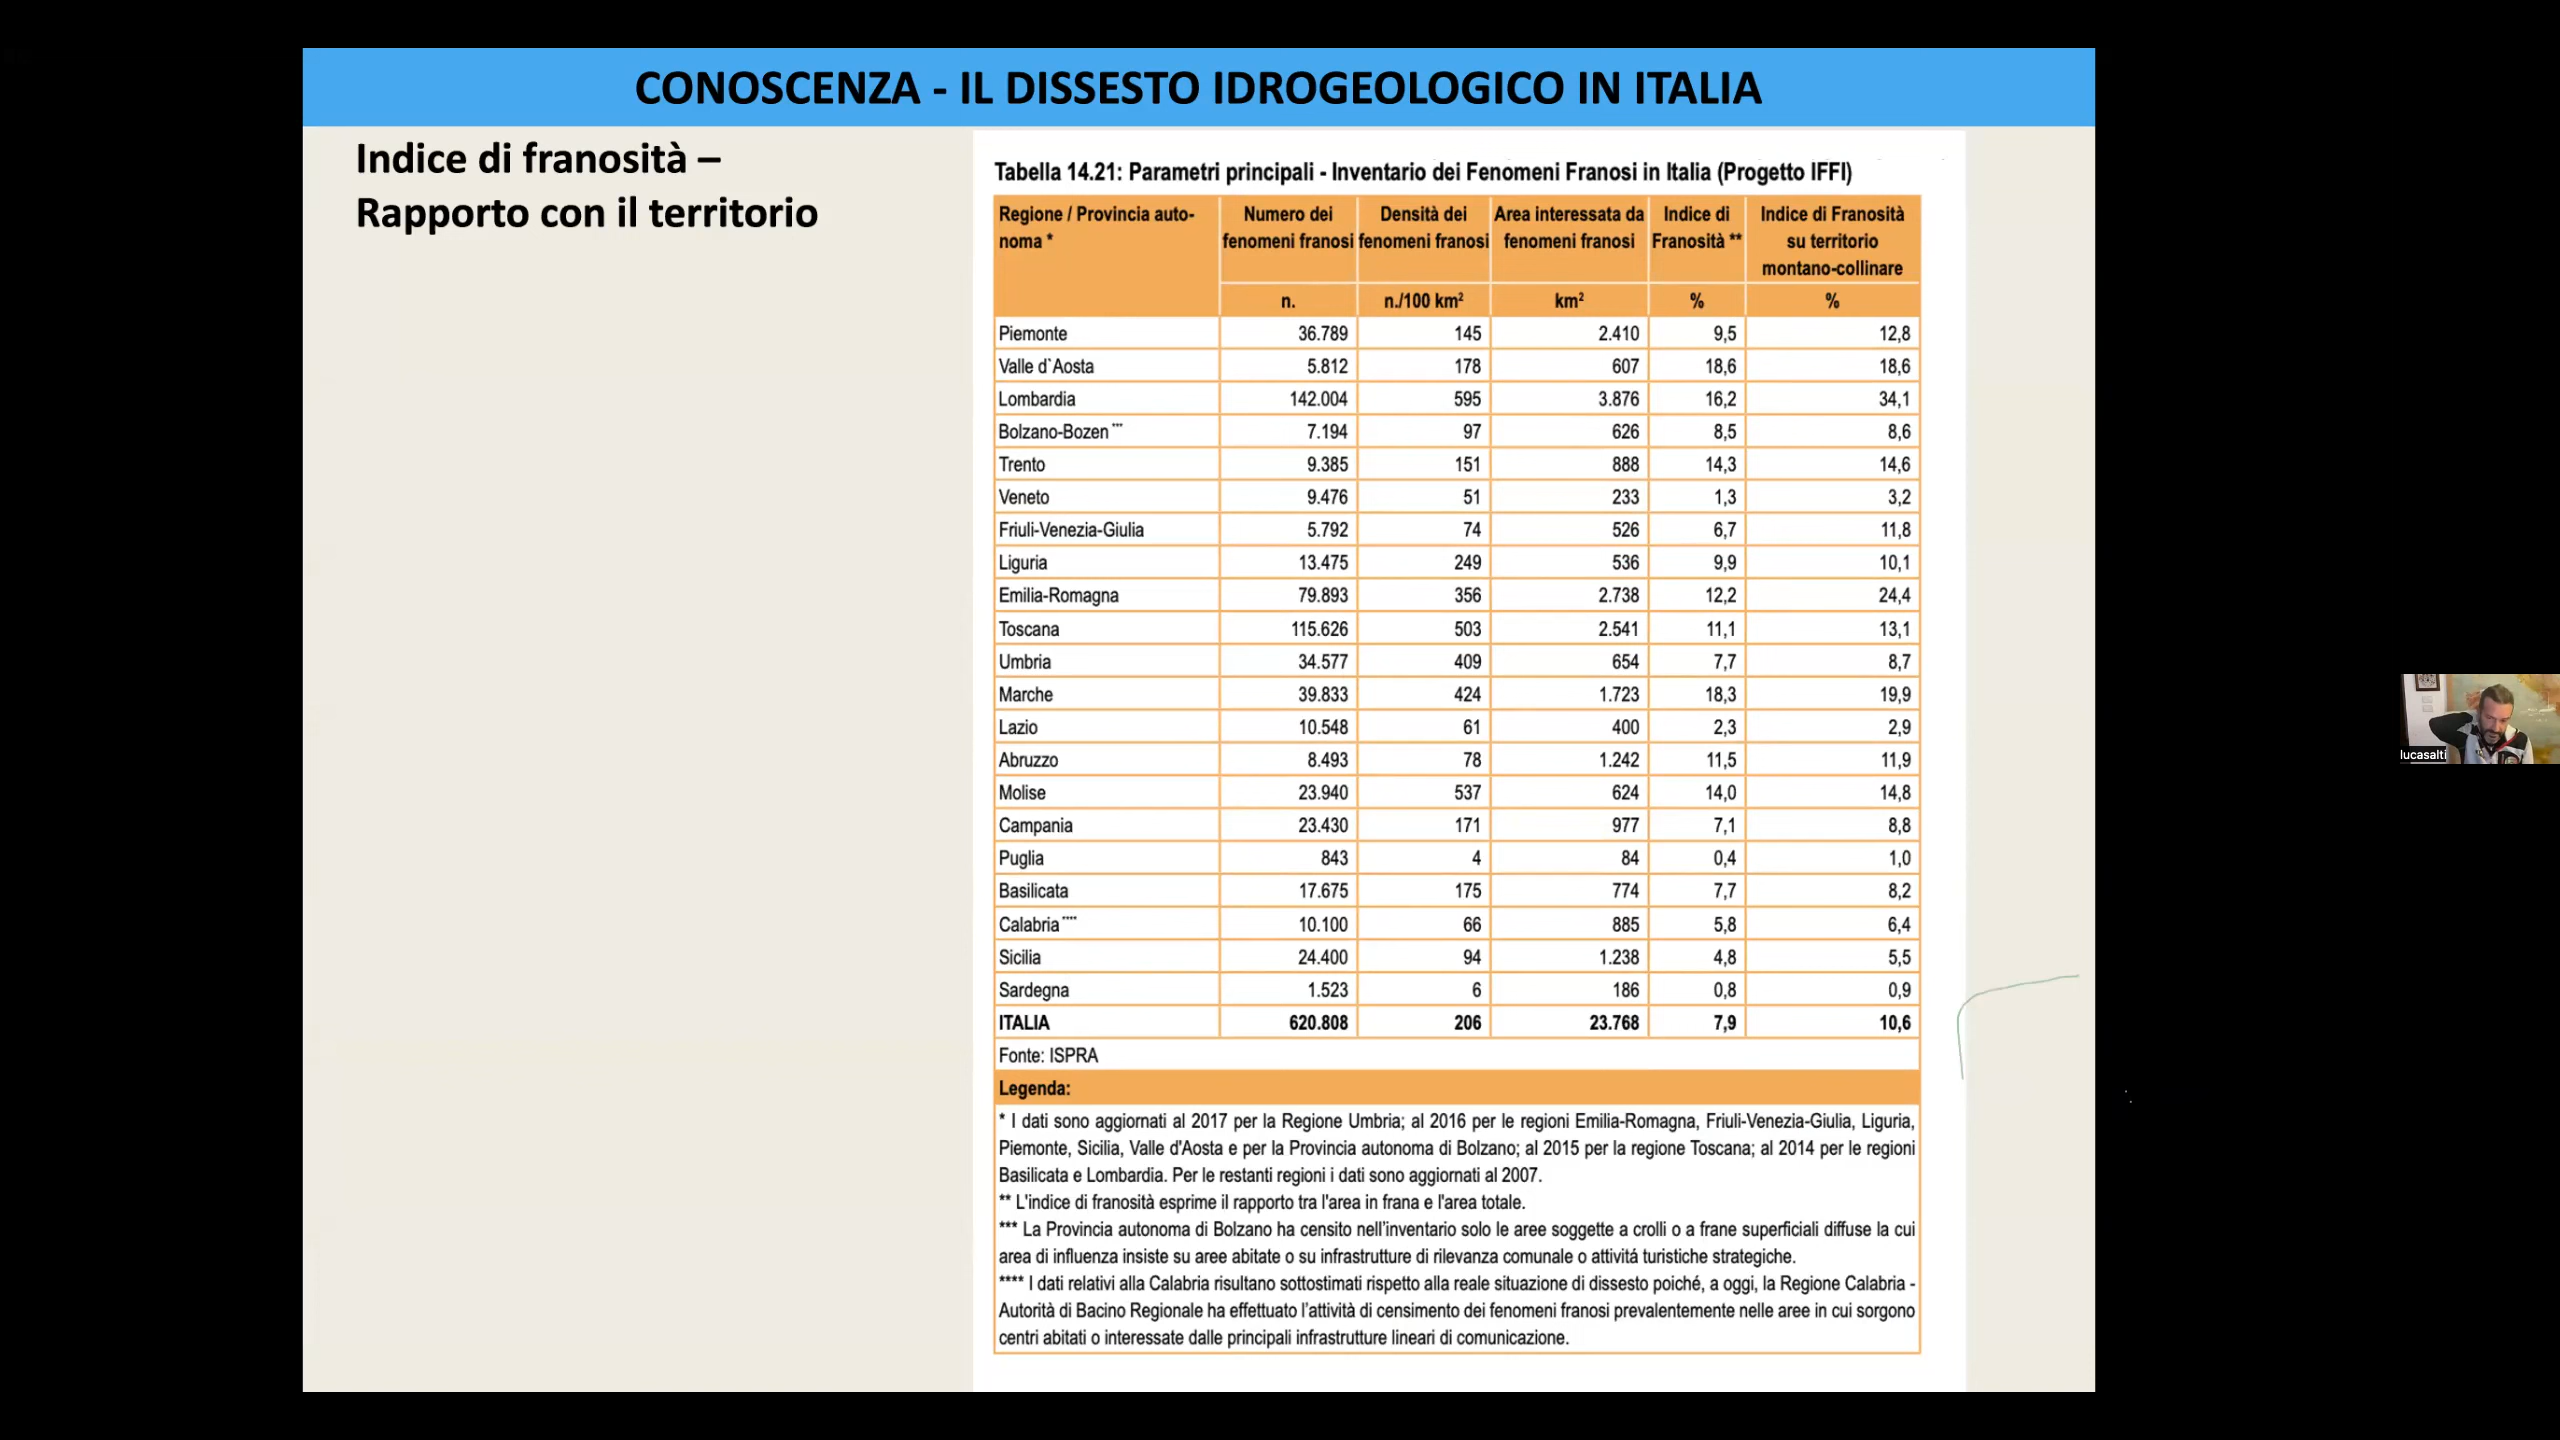 CONOSCENZA - IL DISSESTO IDROGEOLOGICO IN ITALIA
Indice di franosità –
Rapporto con il territorio
Tabella 14.21: Parametri principali - Inventario dei Fenomeni Franosi in Italia (Progetto IFFI)
Regione / Provincia auto-
noma *
Numero dei
fenomeni franosi
Densità dei
fenomeni franosi
Area interessata da
fenomeni franosi
Indice di
Franosità **
Indice di Franosità
su territorio
montano-collinare
n. n./100 km² km² % %
Piemonte 36.789 145 2.410 9,5 12,8
Valle d`Aosta 5.812 178 607 18,6 18,6
Lombardia 142.004 595 3.876 16,2 34,1
Bolzano-Bozen *** 7.194 97 626 8,5 8,6
Trento 9.385 151 888 14,3 14,6
Veneto 9.476 51 233 1,3 3,2
Friuli-Venezia-Giulia 5.792 74 526 6,7 11,8
Liguria 13.475 249 536 9,9 10,1
Emilia-Romagna 79.893 356 2.738 12,2 24,4
Toscana 115.626 503 2.541 11,1 13,1
Umbria 34.577 409 654 7,7 8,7
Marche 39.833 424 1.723 18,3 19,9
Lazio 10.548 61 400 2,3 2,9
Abruzzo 8.493 78 1.242 11,5 11,9
Molise 23.940 537 624 14,0 14,8
Campania 23.430 171 977 7,1 8,8
Puglia 843 4 84 0,4 1,0
Basilicata 17.675 175 774 7,7 8,2
Calabria **** 10.100 66 885 5,8 6,4
Sicilia 24.400 94 1.238 4,8 5,5
Sardegna 1.523 6 186 0,8 0,9
ITALIA 620.808 206 23.768 7,9 10,6
Fonte: ISPRA
Legenda:
* I dati sono aggiornati al 2017 per la Regione Umbria; al 2016 per le regioni Emilia-Romagna, Friuli-Venezia-Giulia, Liguria,
Piemonte, Sicilia, Valle d'Aosta e per la Provincia autonoma di Bolzano; al 2015 per la regione Toscana; al 2014 per le regioni
Basilicata e Lombardia. Per le restanti regioni i dati sono aggiornati al 2007.
** L'indice di franosità esprime il rapporto tra l'area in frana e l'area totale.
*** La Provincia autonoma di Bolzano ha censito nell'inventario solo le aree soggette a crolli o a frane superficiali diffuse la cui
area di influenza insiste su aree abitate o su infrastrutture di rilevanza comunale o attivitá turistiche strategiche.
**** I dati relativi alla Calabria risultano sottostimati rispetto alla reale situazione di dissesto poiché, a oggi, la Regione Calabria -
Autorità di Bacino Regionale ha effettuato l'attività di censimento dei fenomeni franosi prevalentemente nelle aree in cui sorgono
centri abitati o interessate dalle principali infrastrutture lineari di comunicazione.
lucasalti